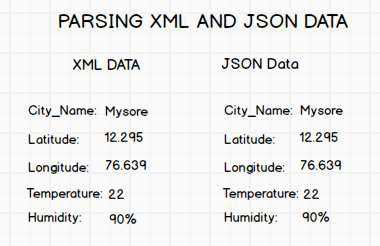 PARSING XML AND JSON DATA
XML DATA
City_Name: Mysore
Latitude: 12.295
Longitude: 76.639
Temperature: 22
Humidity: 90%
JSON Data
City_Name: Mysore
Latitude: 12.295
Longitude: 76.639
Temperature: 22
Humidity: 90%